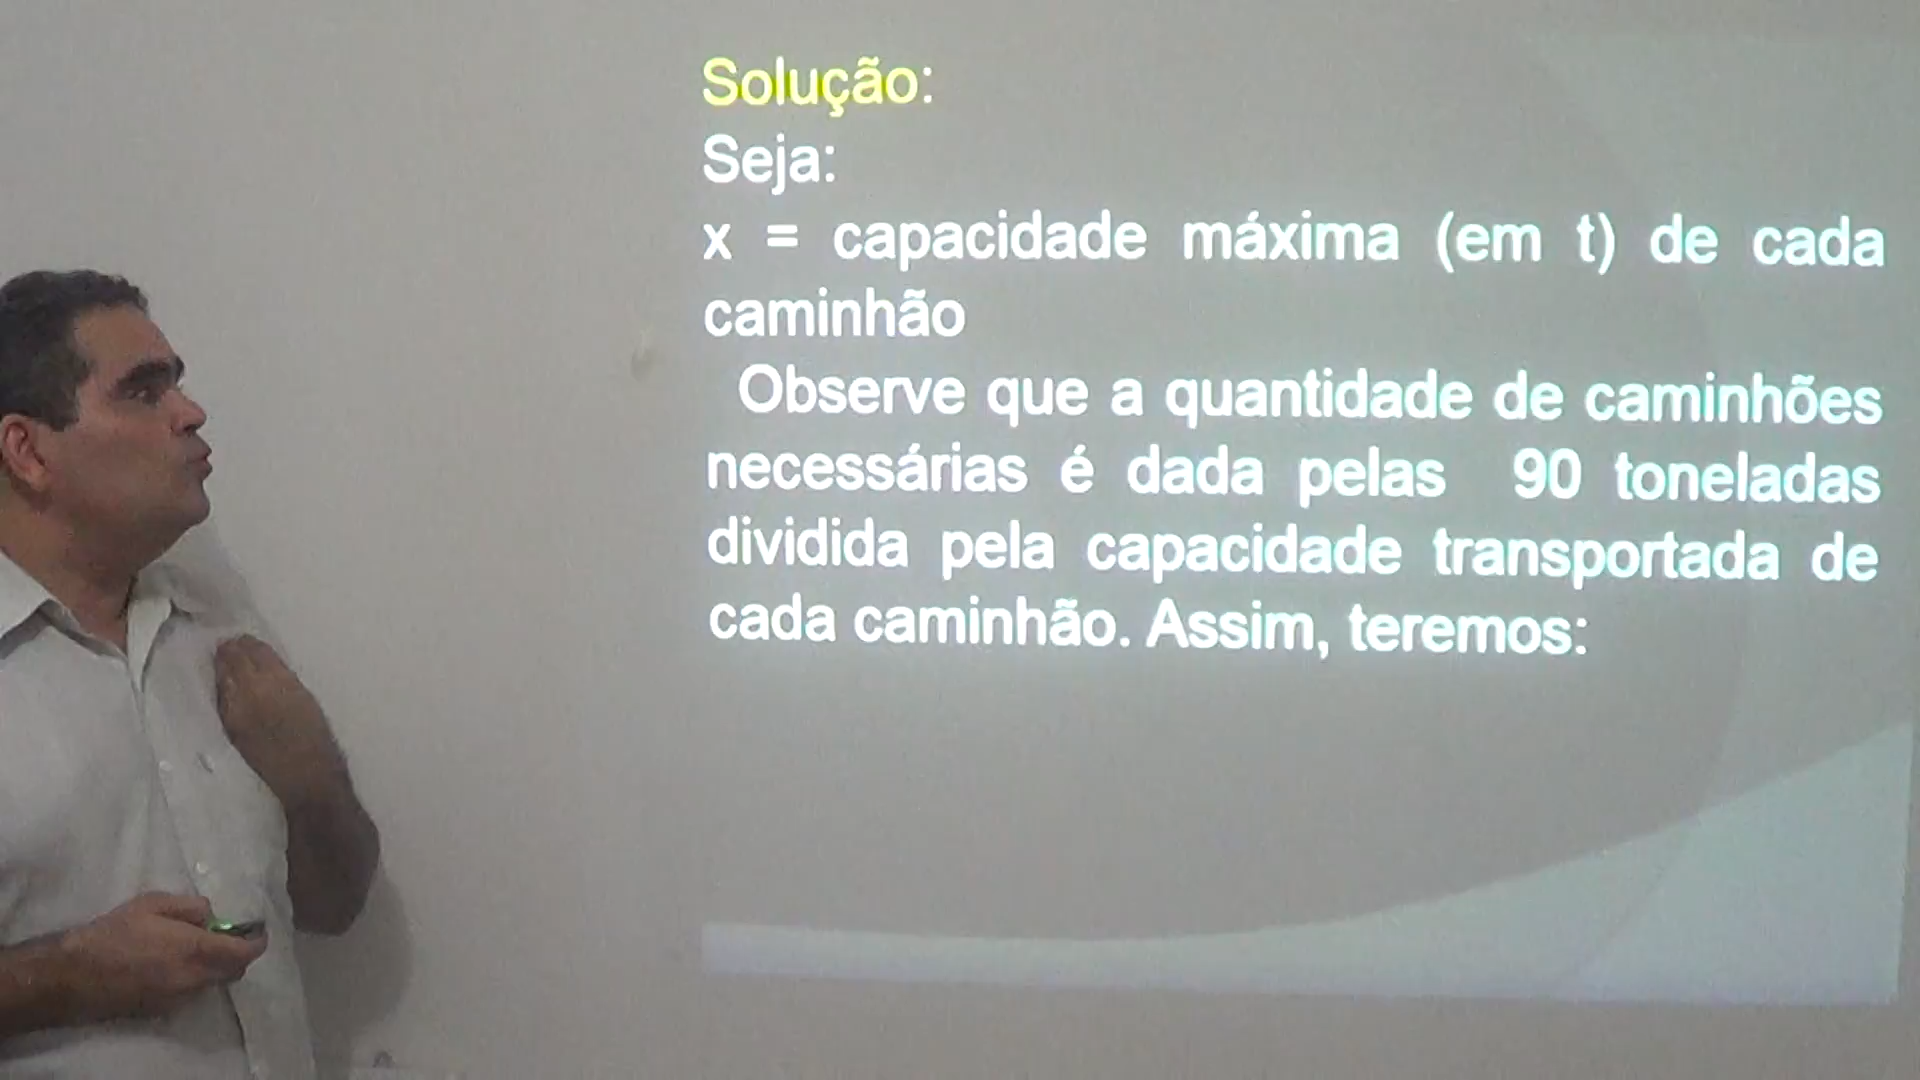 Solução:
Seja:
x = capacidade máxima (em t) de cada
caminhão
Observe que a quantidade de caminhões
necessárias é dada pelas 90 toneladas
dividida pela capacidade transportada de
cada caminhão. Assim, teremos: